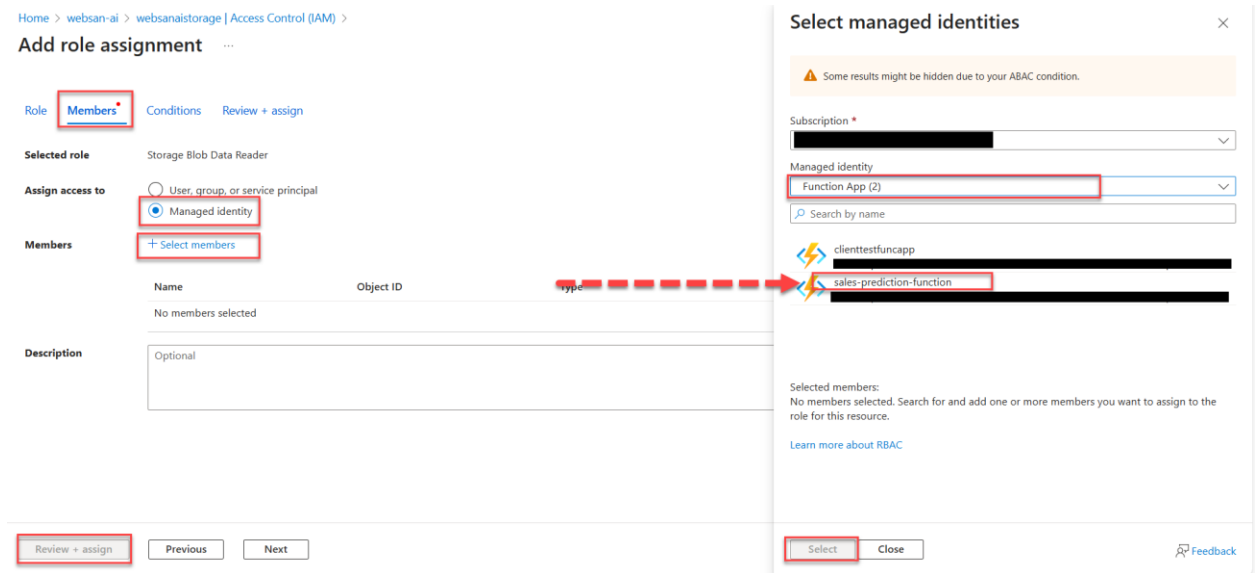 Home > websan-ai > websanaistorage | Access Control (IAM) >
Add role assignment ...
Role Members Conditions Review + assign
Selected role Storage Blob Data Reader
Assign access to User, group, or service principal
Managed identity
Members + Select members
Name Object ID Type
No members selected
Description Optional
Review + assign Previous Next
Select managed identities
Some results might be hidden due to your ABAC condition.
Subscription *
Managed identity
Function App (2)
Search by name
clienttestfuncapp
sales-prediction-function
Selected members:
No members selected. Search for and add one or more members you want to assign to the
role for this resource.
Learn more about RBAC
Select Close Feedback